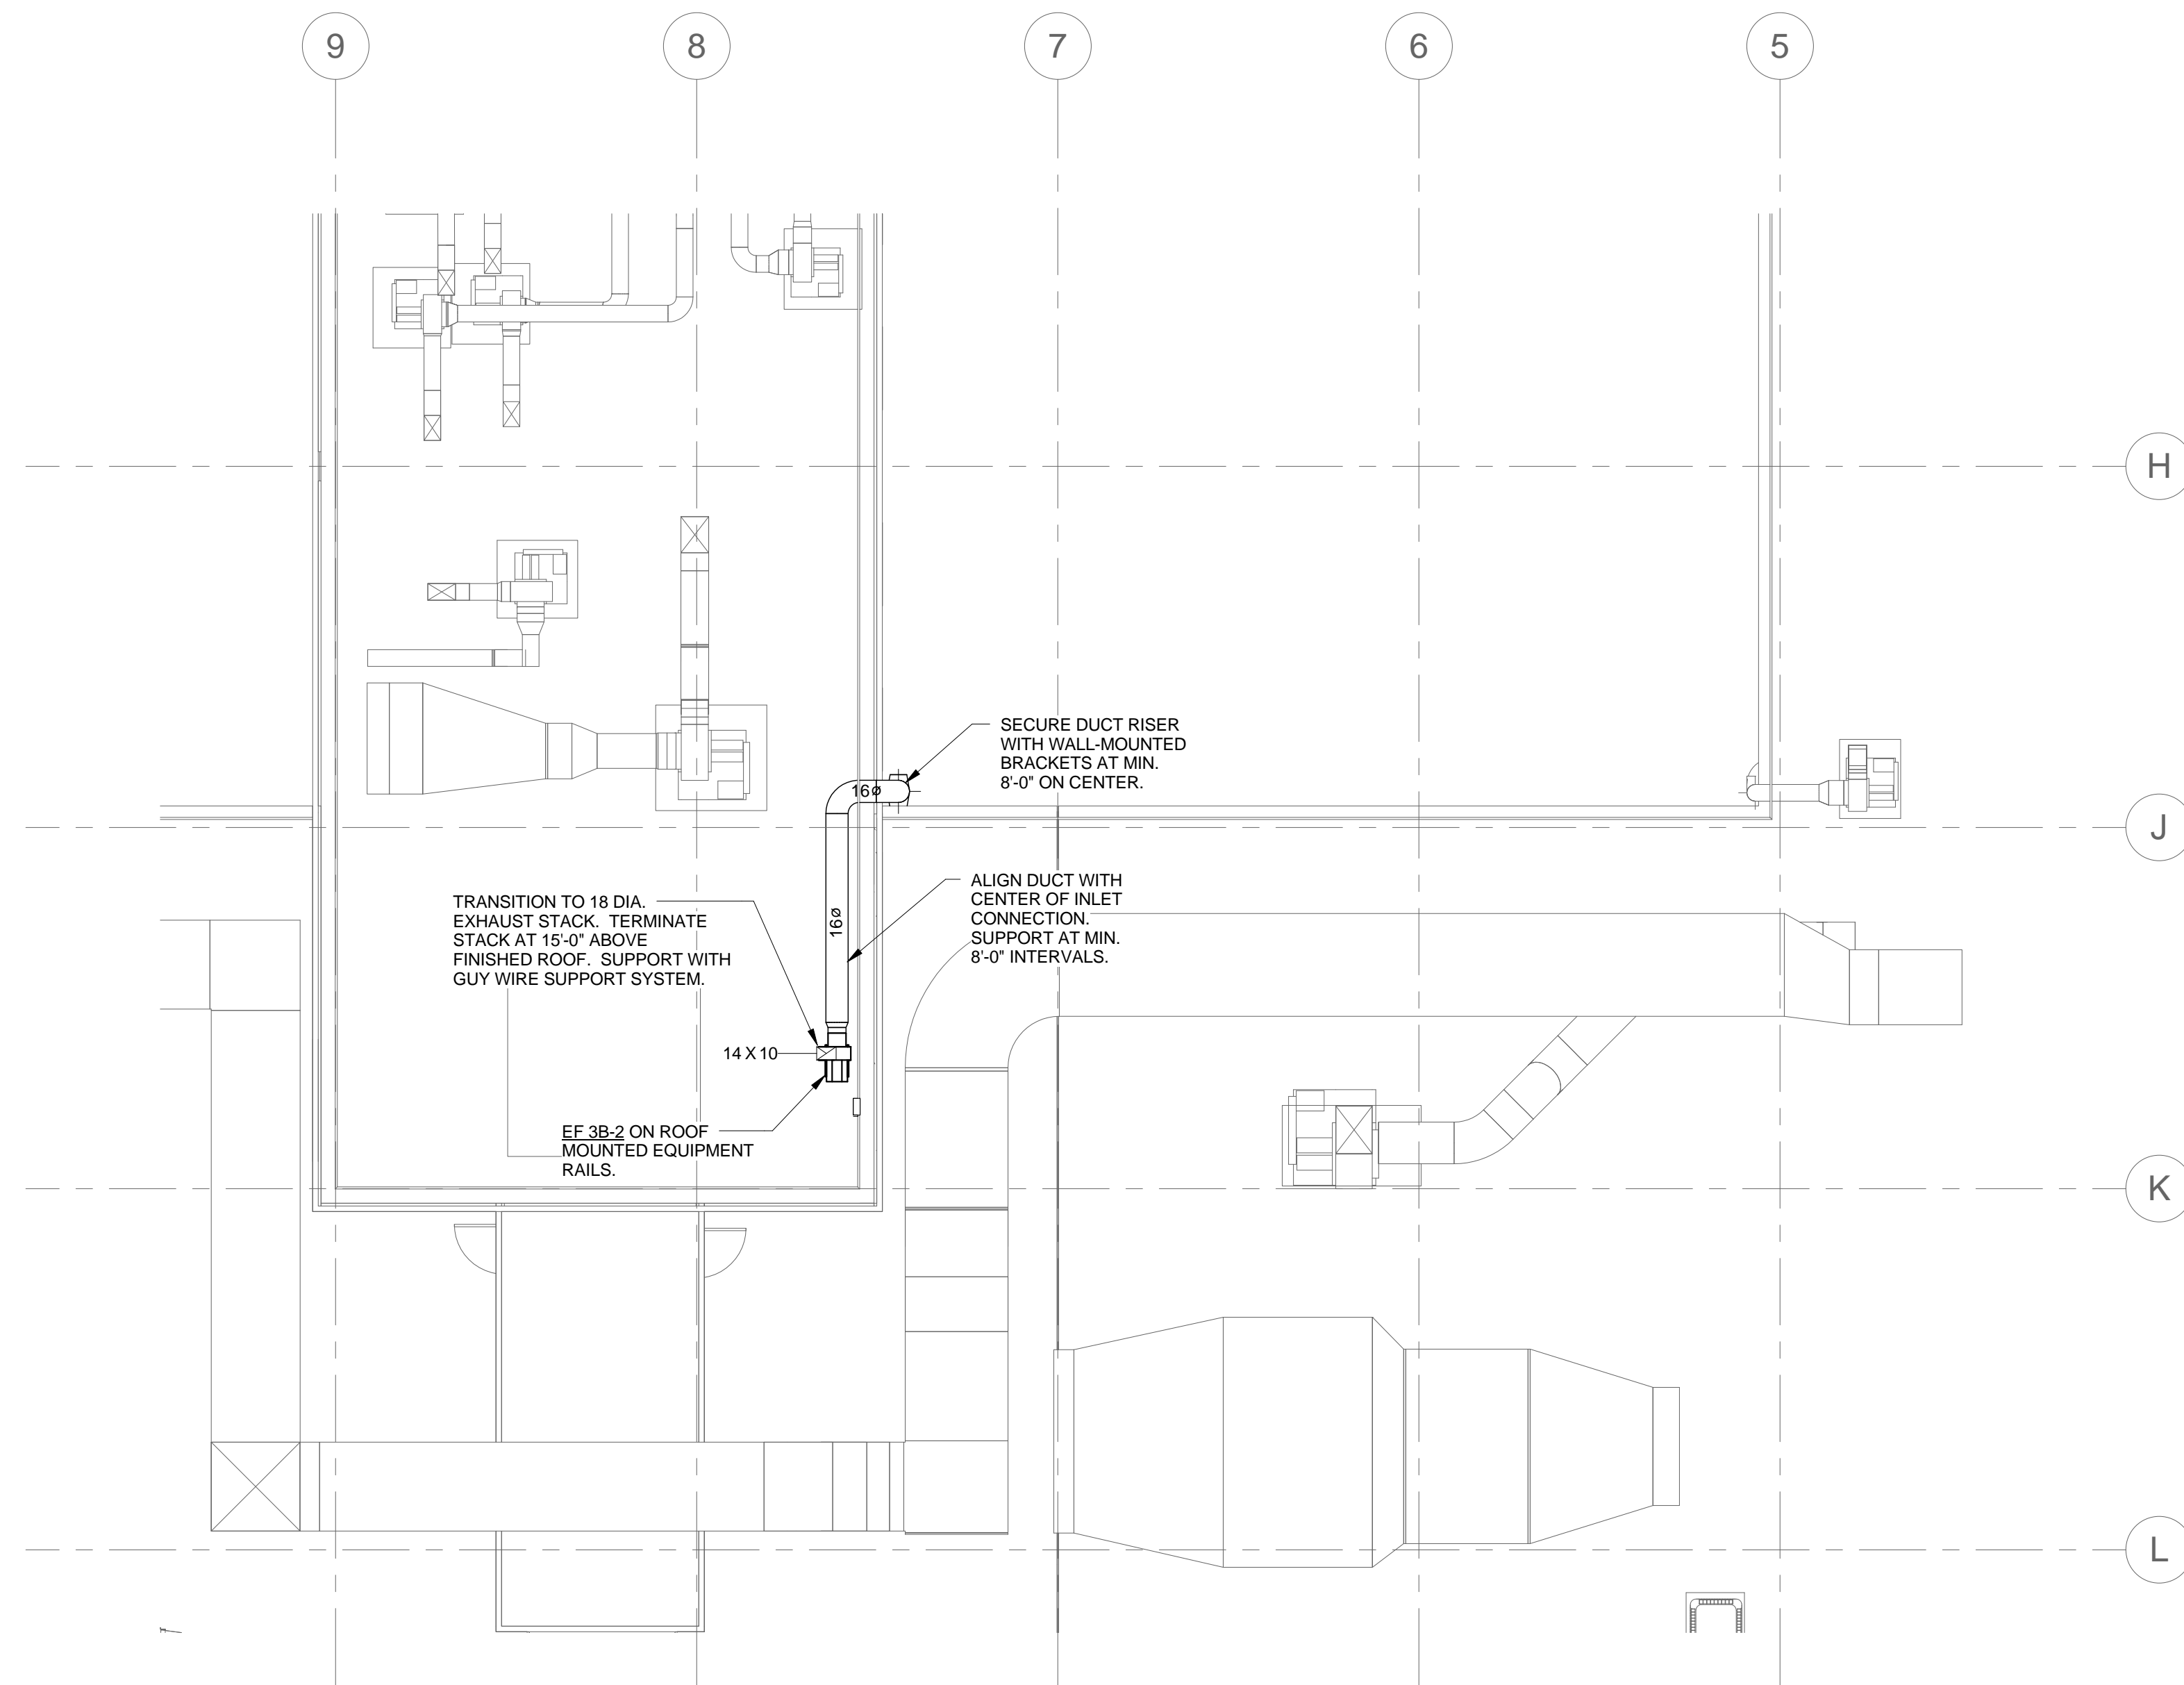 9
8
7
6
5
H
SECURE DUCT RISER
WITH WALL-MOUNTED
BRACKETS AT MIN.
8'-0" ON CENTER.
16ø
J
ALIGN DUCT WITH
CENTER OF INLET
CONNECTION.
SUPPORT AT MIN.
8'-0" INTERVALS.
TRANSITION TO 18 DIA.
EXHAUST STACK. TERMINATE
STACK AT 15'-0" ABOVE
FINISHED ROOF. SUPPORT WITH
GUY WIRE SUPPORT SYSTEM.
16ø
14 X 10
EF 3B-2 ON ROOF
MOUNTED EQUIPMENT
RAILS.
K
L